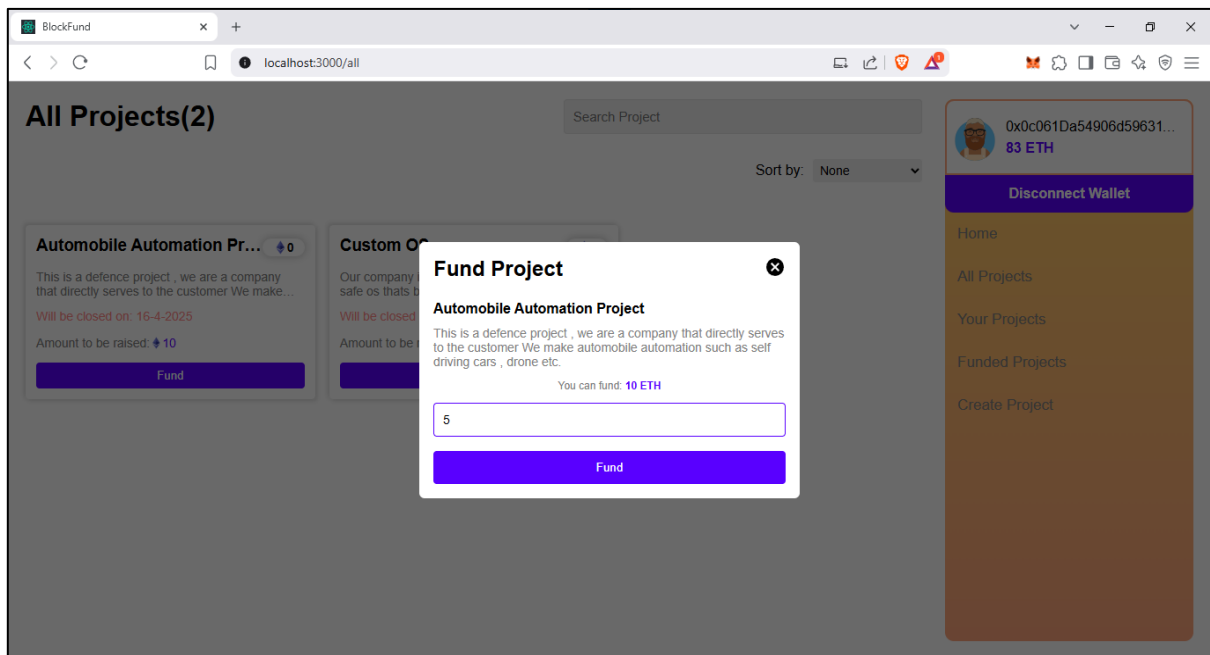 BlockFund
localhost:3000/all
1
All Projects(2)
Search Project
Sort by: None
0x0c061Da54906d59631...
83 ETH
Disconnect Wallet
Home
All Projects
Your Projects
Funded Projects
Create Project
Automobile Automation Pr... 0
This is a defence project , we are a company
that directly serves to the customer We make...
Will be closed on: 16-4-2025
Amount to be raised: 10
Fund
Custom
Our company
safe os thats
Will be closed
Amount to be
Fund Project
Automobile Automation Project
This is a defence project , we are a company that directly serves
to the customer We make automobile automation such as self
driving cars , drone etc.
You can fund: 10 ETH
5
Fund